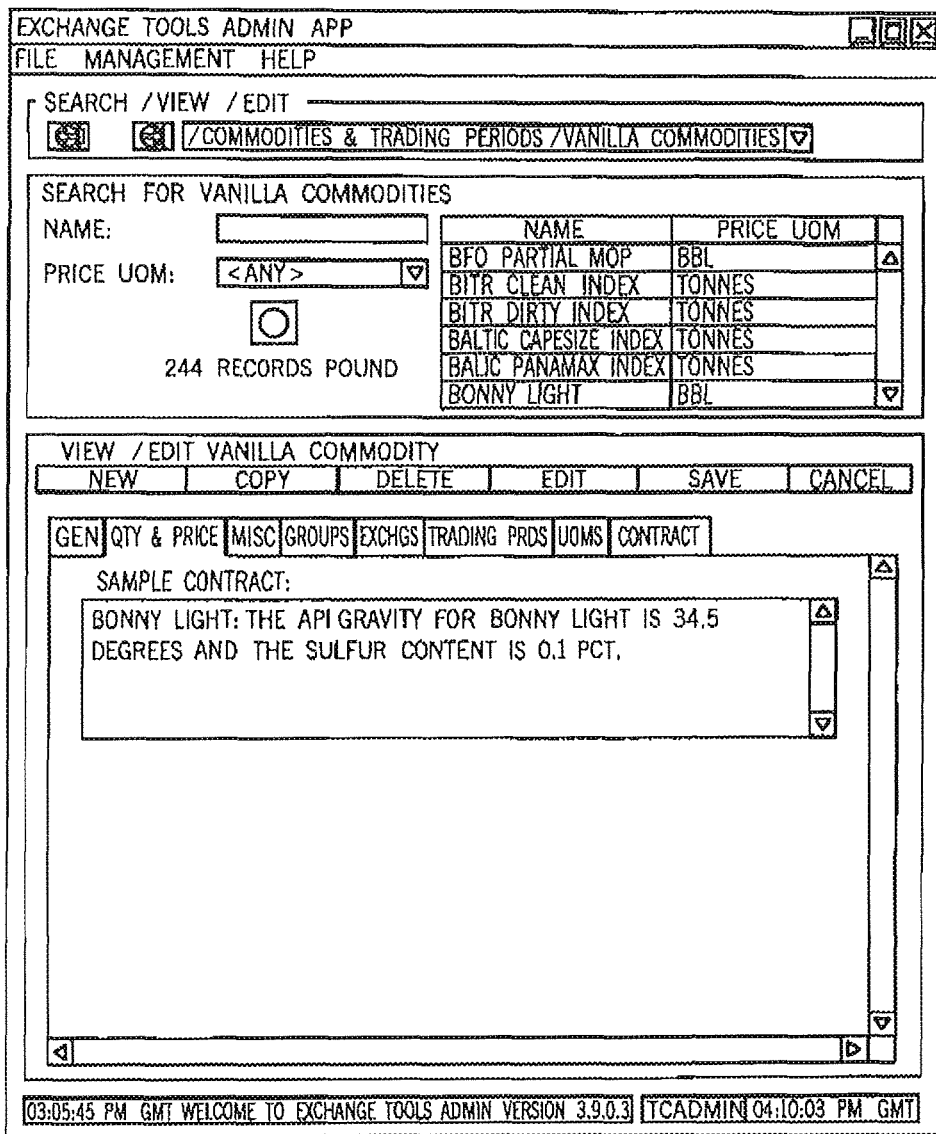 EXCHANGE TOOLS ADMIN APP
FILE MANAGEMENT HELP
SEARCH /VIEW /EDIT
/COMMODITIES & TRADING PERIODS /VANILLA COMMODITIES
SEARCH FOR VANILLA COMMODITIES
NAME:
PRICE UOM: <ANY>
244 RECORDS POUND
NAME PRICE UOM
BFO PARTIAL MOP BBL
BITR CLEAN INDEX TONNES
BITR DIRTY INDEX TONNES
BALTIC CAPESIZE INDEX TONNES
BALIC PANAMAX INDEX TONNES
BONNY LIGHT BBL
VIEW /EDIT VANILLA COMMODITY
NEW COPY DELETE EDIT SAVE CANCEL
GEN QTY & PRICE MISC GROUPS EXCHGS TRADING PRDS UOMS CONTRACT
SAMPLE CONTRACT:
BONNY LIGHT: THE API GRAVITY FOR BONNY LIGHT IS 34.5
DEGREES AND THE SULFUR CONTENT IS 0.1 PCT.
03:05:45 PM GMT WELCOME TO EXCHANGE TOOLS ADMIN VERSION 3.9.0.3 TCADMIN 04:10:03 PM GMT